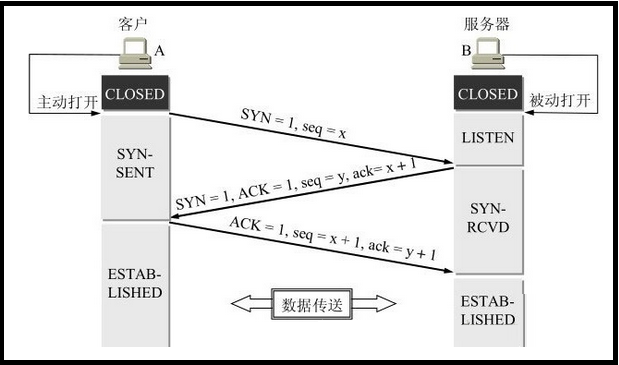 客户
服务器
A
B
CLOSED
CLOSED
主动打开
被动打开
SYN = 1, seq = x
LISTEN
SYN-
SENT
SYN = 1, ACK = 1, seq = y, ack= x + 1
SYN-
RCVD
ACK = 1, seq = x + 1, ack = y + 1
ESTAB-
LISHED
数据传送
ESTAB-
LISHED